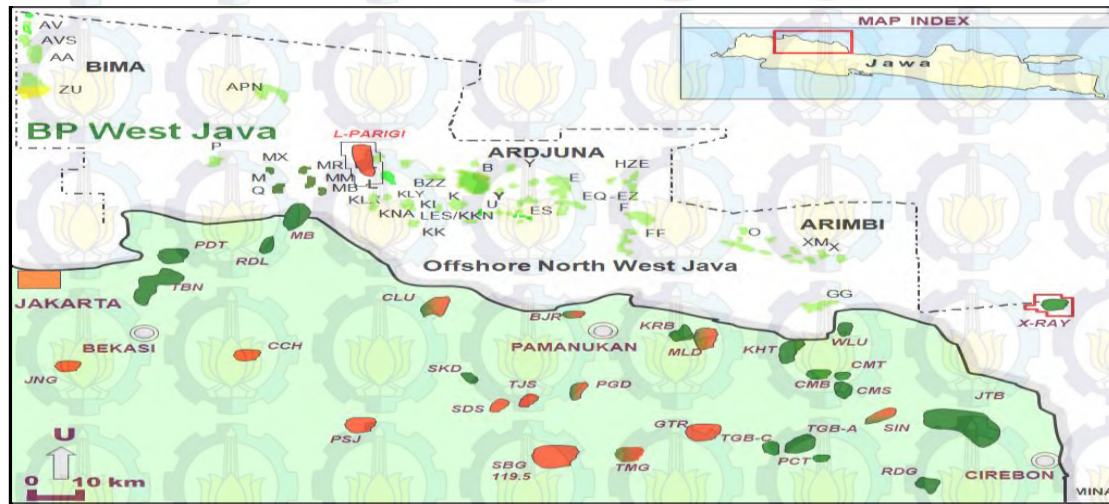 MAP INDEX
Jawa
AV
AVS
AA
BIMA
ZU
APN
BP West Java
L-PARIGI
P
MX
M
Q
MR
MM
MB
L
KL
KLY
BZZ
B
Y
ARDJUNA
HZE
E
K
KI
Y
U
EQ-EZ
F
KNA
LES/KKN
ES
KK
FF
O
ARIMBI
XM
X
Offshore North West Java
GG
X-RAY
MB
PDT
RDL
TBN
JAKARTA
BEKASI
CLU
BJR
PAMANUKAN
KRB
MLD
KHT
WLU
CMT
CMB
CMS
JNG
CCH
SKD
TJS
SDS
PGD
JTB
PSJ
GTR
TGB-C
TGB-A
SIN
SBG
119.5
TMG
PCT
RDG
CIREBON
U
0 10 km
MINA